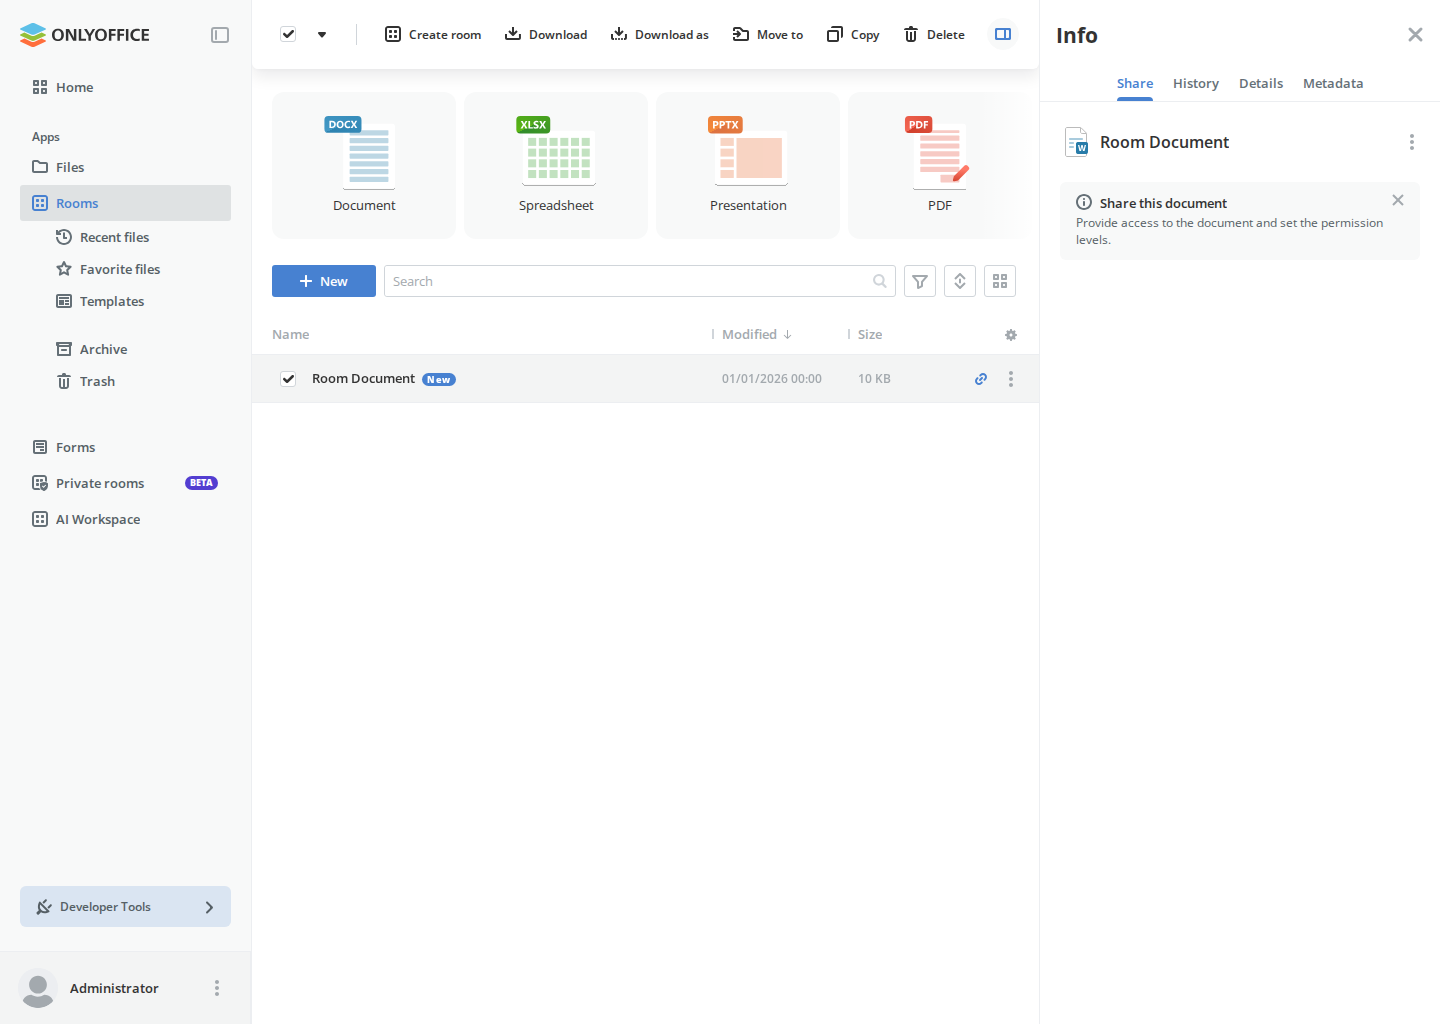 ONLYOFFICE
Home
Apps
Files
Rooms
Recent files
Favorite files
Templates
Archive
Trash
Forms
Private rooms BETA
AI Workspace
Developer Tools
Administrator
Create room Download Download as Move to Copy Delete
DOCX XLSX PPTX PDF
Document Spreadsheet Presentation PDF
New Search
Name Modified Size
Room Document New 01/01/2026 00:00 10 KB
Info
Share History Details Metadata
W
Room Document
Share this document
Provide access to the document and set the permission
levels.